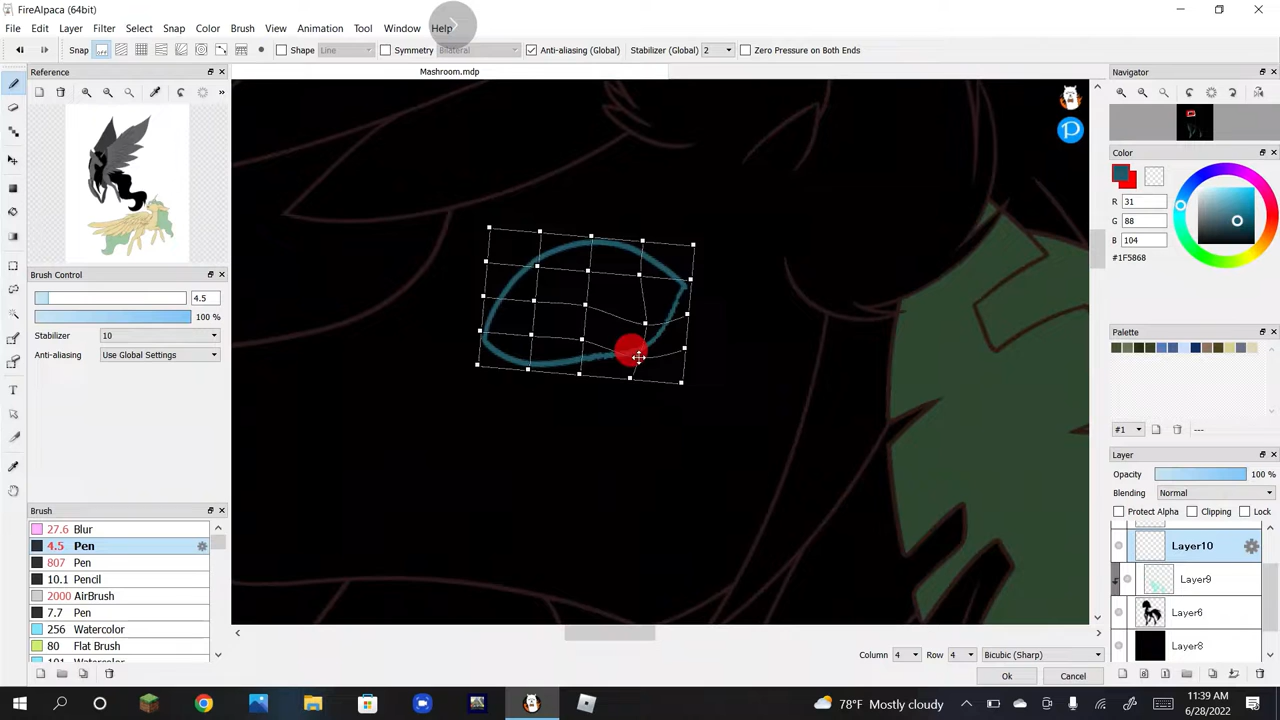 FireAlpaca (64bit)
File Edit Layer Filter Select Snap Color Brush View Animation Tool Window Help
Snap Shape Line Symmetry Bilateral Anti-aliasing (Global) Stabilizer (Global) 2 Zero Pressure on Both Ends
Reference
Mashroom.mdp
Navigator
Color
R 31
G 88
B 104
#1F5868
Brush Control
4.5
100 %
Stabilizer 10
Anti-aliasing Use Global Settings
Palette
#1 ---
Layer
Opacity 100 %
Blending Normal
Protect Alpha Clipping Lock
Layer10
Layer9
Layer6
Layer8
Brush
27.6 Blur
4.5 Pen
807 Pen
10.1 Pencil
2000 AirBrush
7.7 Pen
256 Watercolor
80 Flat Brush
Column 4 Row 4 Bicubic (Sharp)
Ok Cancel
78°F Mostly cloudy
11:39 AM
6/28/2022